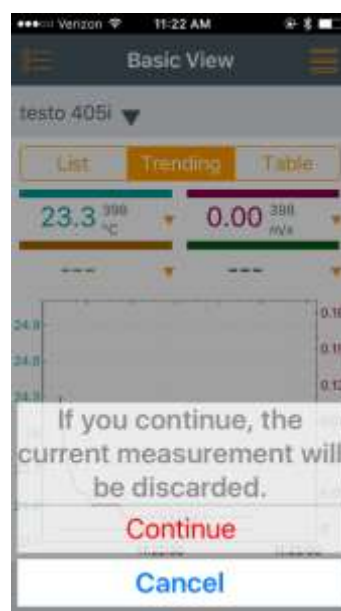 Verizon 11:22 AM
Basic View
testo 405i
List Trending Table
23.3 °C 0.00 m/s
--- ---
24.8
0.12
If you continue, the
current measurement will
be discarded.
Continue
Cancel